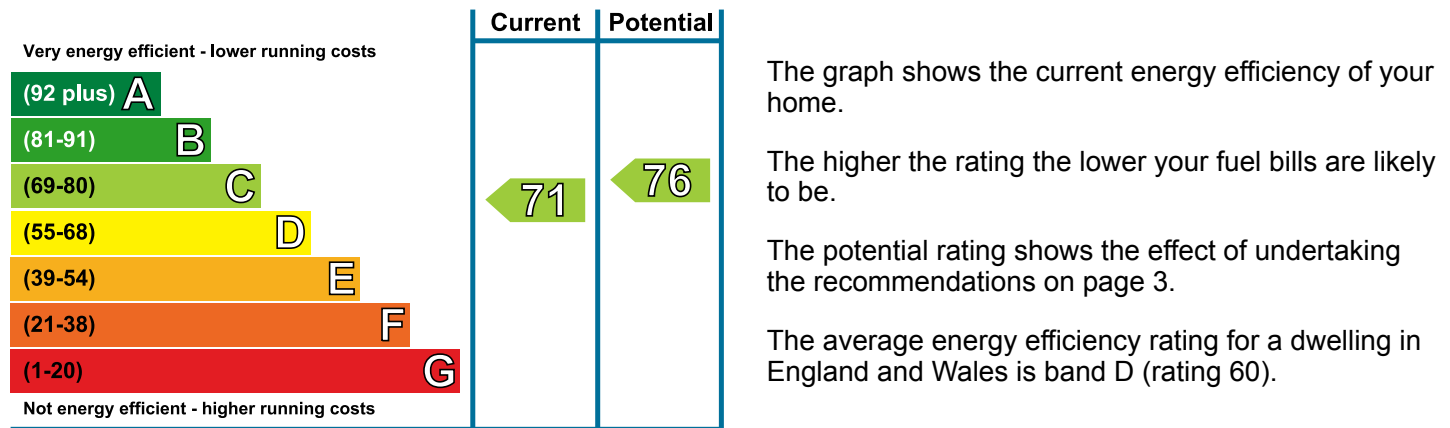 Current Potential
Very energy efficient - lower running costs
(92 plus) A
(81-91) B
(69-80) C
(55-68) D
(39-54) E
(21-38) F
(1-20) G
Not energy efficient - higher running costs
71 76
The graph shows the current energy efficiency of your
home.
The higher the rating the lower your fuel bills are likely
to be.
The potential rating shows the effect of undertaking
the recommendations on page 3.
The average energy efficiency rating for a dwelling in
England and Wales is band D (rating 60).